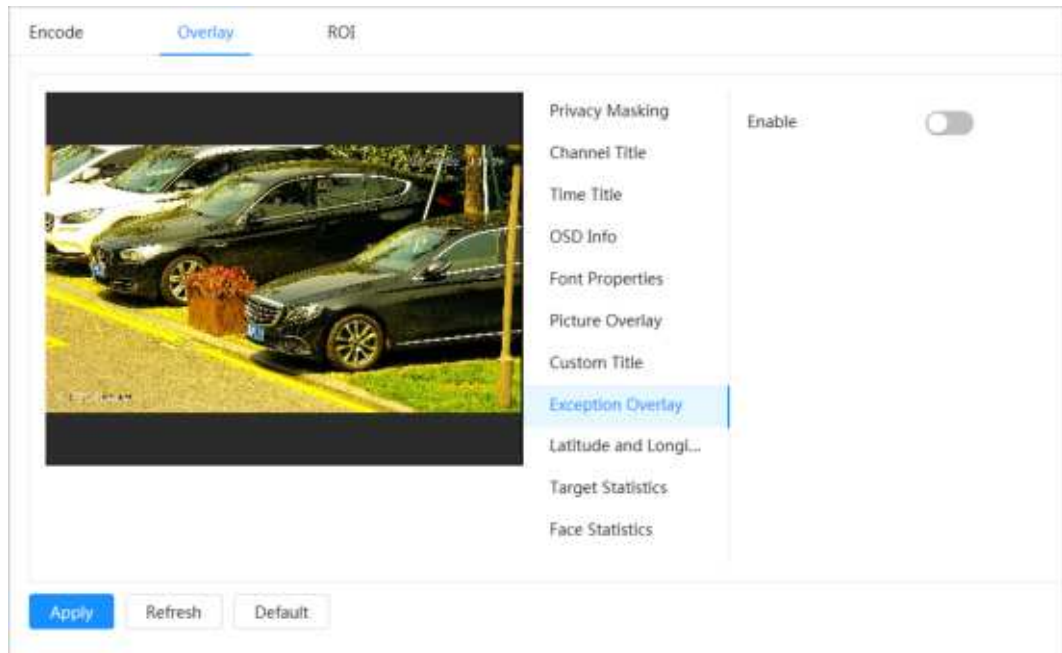 Encode Overlay ROI
Privacy Masking
Enable
Channel Title
Time Title
OSD Info
Font Properties
Picture Overlay
Custom Title
Exception Overlay
Latitude and Longi...
Target Statistics
Face Statistics
Apply Refresh Default